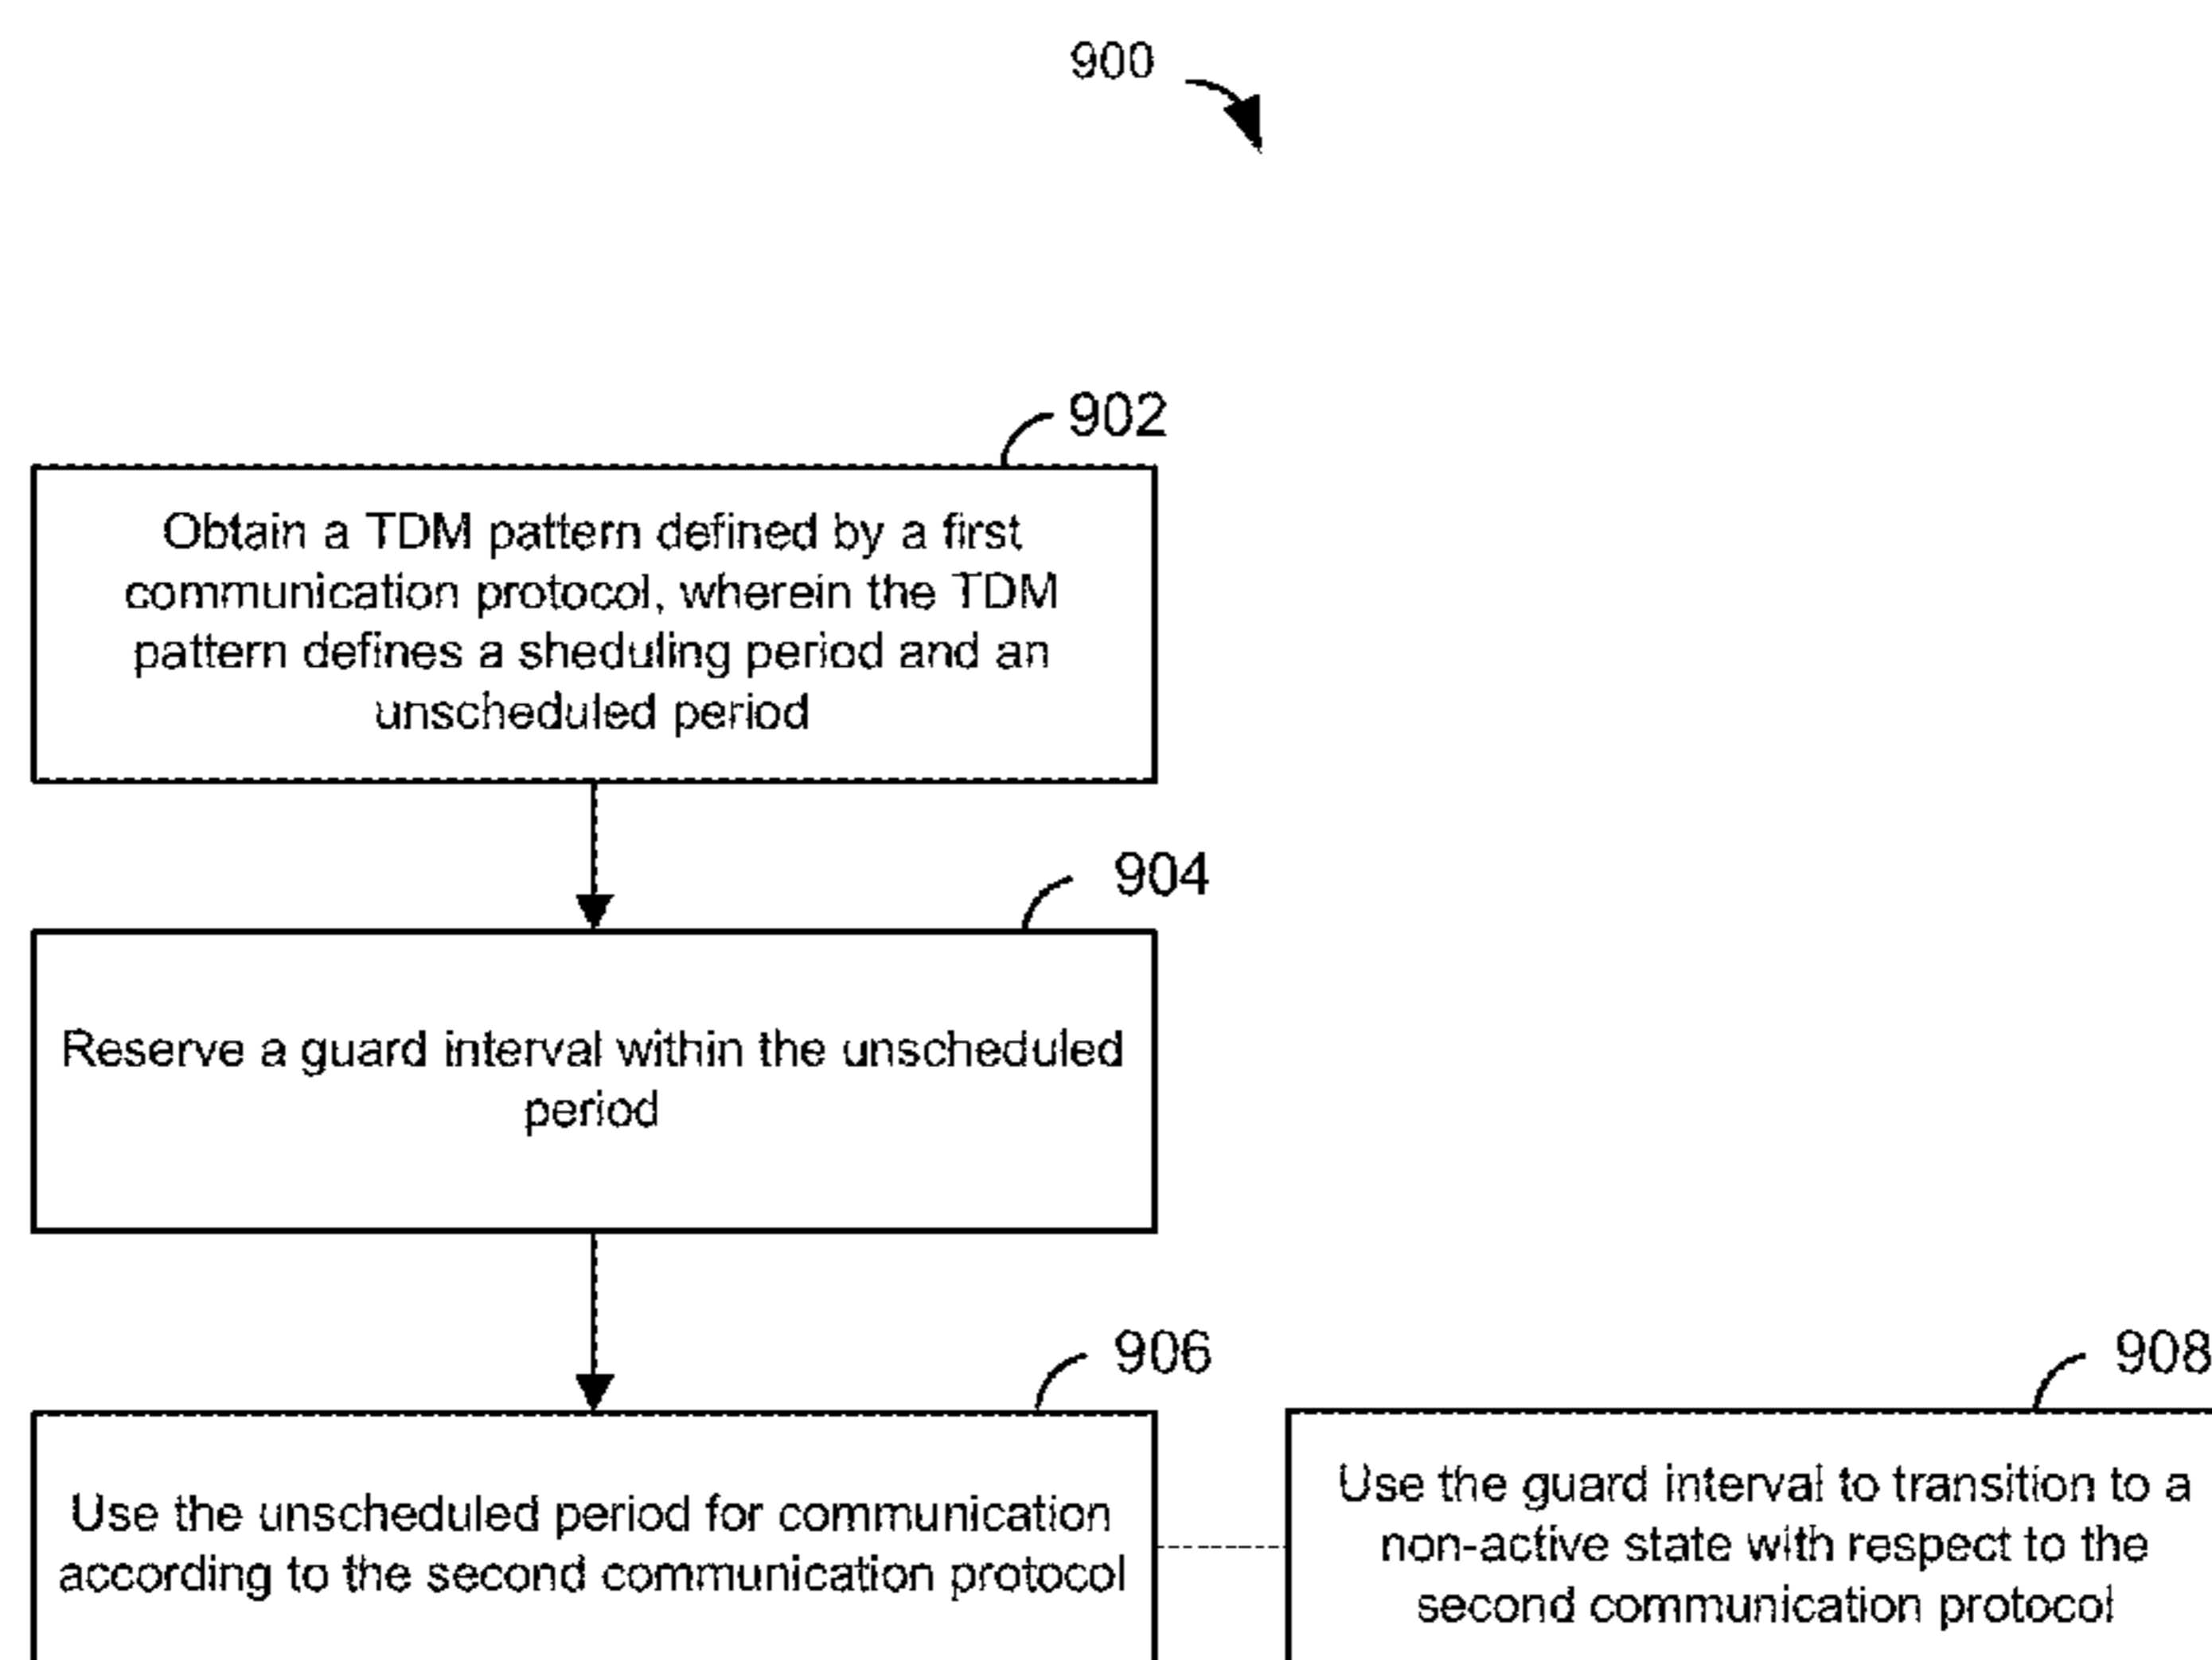 900
902
Obtain a TDM pattern defined by a first
communication protocol, wherein the TDM
pattern defines a sheduling period and an
unscheduled period
904
Reserve a guard interval within the unscheduled
period
906
Use the unscheduled period for communication
according to the second communication protocol
908
Use the guard interval to transition to a
non-active state with respect to the
second communication protocol